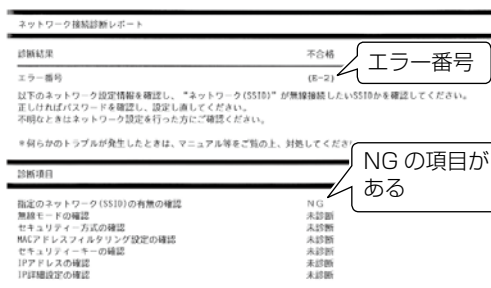 ネットワーク接続診断レポート
診断結果 不合格
エラー番号 (E-2)
エラー番号
以下のネットワーク設定情報を確認し、“ネットワーク(SSID)”が無線接続したいSSIDかを確認してください。
正しければパスワードを確認し、設定し直してください。
不明なときはネットワーク設定を行った方にご確認ください。
＊何らかのトラブルが発生したときは、マニュアル等をご覧の上、対処してくださ
NG の項目が
ある
診断項目
指定のネットワーク(SSID)の有無の確認 NG
無線モードの確認 未診断
セキュリティー方式の確認 未診断
MACアドレスフィルタリング設定の確認 未診断
セキュリティーキーの確認 未診断
IPアドレスの確認 未診断
IP詳細設定の確認 未診断